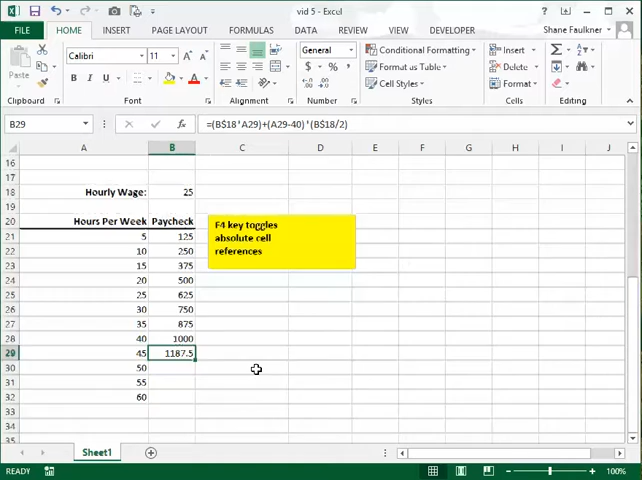 vid 5 - Excel
FILE HOME INSERT PAGE LAYOUT FORMULAS DATA REVIEW VIEW DEVELOPER Shane Faulkner
Paste
Calibri 11
B I U
General
$ % ,
Conditional Formatting
Format as Table
Cell Styles
Insert
Delete
Format
Clipboard Font Alignment Number Styles Cells Editing
B29 fx =(B$18*A29)+(A29-40)*(B$18/2)
A B C D E F G H I J
16
17
18 Hourly Wage: 25
19
20 Hours Per Week Paycheck
21 5 125
22 10 250
23 15 375
24 20 500
25 25 625
26 30 750
27 35 875
28 40 1000
29 45 1187.5
30 50
31 55
32 60
33
34
35
F4 key toggles
absolute cell
references
Sheet1
READY 100%